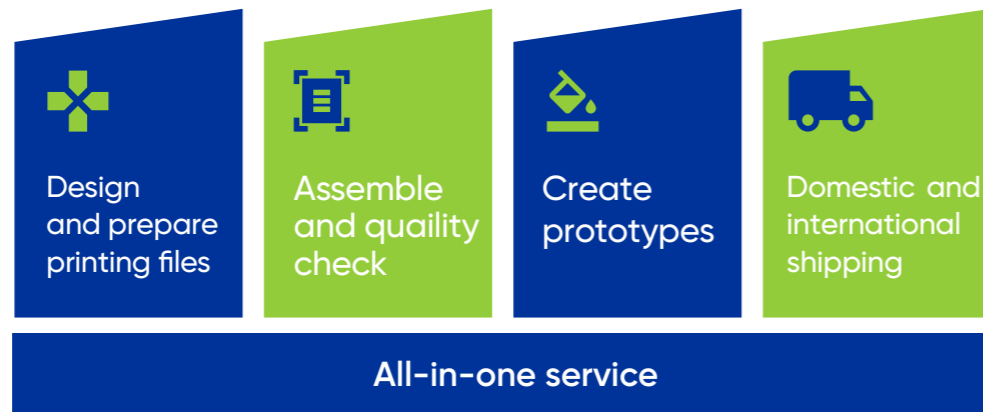 Design
and prepare
printing files
Assemble
and quaility
check
Create
prototypes
Domestic and
international
shipping
All-in-one service